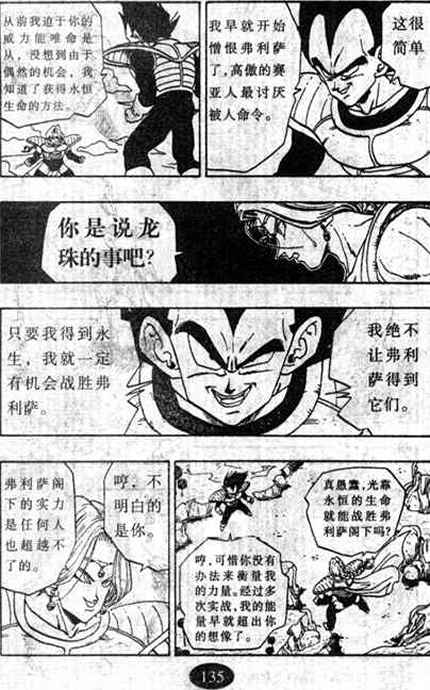 这很
简单
我早就开始
憎恨弗利萨
了，高傲的赛
亚人最讨厌
被人命令。
从前我迫于你的
威力能唯命是
从，没想到由于
偶然的机会，我
知道了获得永恒
生命的方法。
你是说龙
珠的事吧？
我绝不
让弗利
萨得到
它们。
只要我得到永
生，我就一定
有机会战胜弗
利萨。
真愚蠢，光靠
永恒的生命
就能战胜弗
利萨阁下吗？
哼，可惜你没有
办法来衡量我
的力量。经过多
次实战，我的能
量早就超出你
的想像了。
哼，不
明白的
是你。
弗利萨阁
下的实力
是任何人
也超越不
了的。
135